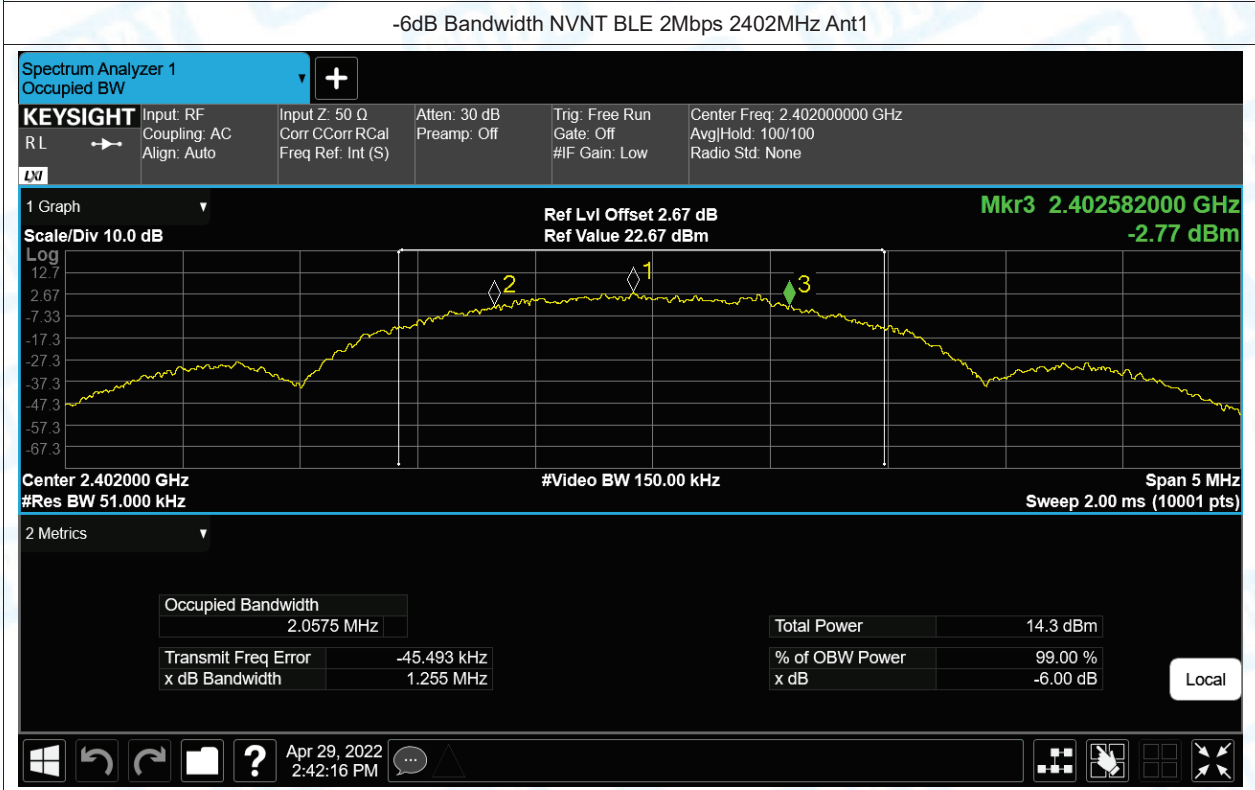 -6dB Bandwidth NVNT BLE 2Mbps 2402MHz Ant1
Spectrum Analyzer 1
Occupied BW
KEYSIGHT
R L
LXI
Input: RF
Coupling: AC
Align: Auto
Input Z: 50 Ω
Corr CCorr RCal
Freq Ref: Int (S)
Atten: 30 dB
Preamp: Off
Trig: Free Run
Gate: Off
#IF Gain: Low
Center Freq: 2.402000000 GHz
Avg|Hold: 100/100
Radio Std: None
1 Graph
Scale/Div 10.0 dB
Ref Lvl Offset 2.67 dB
Ref Value 22.67 dBm
Mkr3 2.402582000 GHz
-2.77 dBm
Log
12.7
2.67
-7.33
-17.3
-27.3
-37.3
-47.3
-57.3
-67.3
2
1
3
Center 2.402000 GHz
#Res BW 51.000 kHz
#Video BW 150.00 kHz
Span 5 MHz
Sweep 2.00 ms (10001 pts)
2 Metrics
Occupied Bandwidth
2.0575 MHz
Transmit Freq Error -45.493 kHz
x dB Bandwidth 1.255 MHz
Total Power 14.3 dBm
% of OBW Power 99.00 %
x dB -6.00 dB
Local
Apr 29, 2022
2:42:16 PM